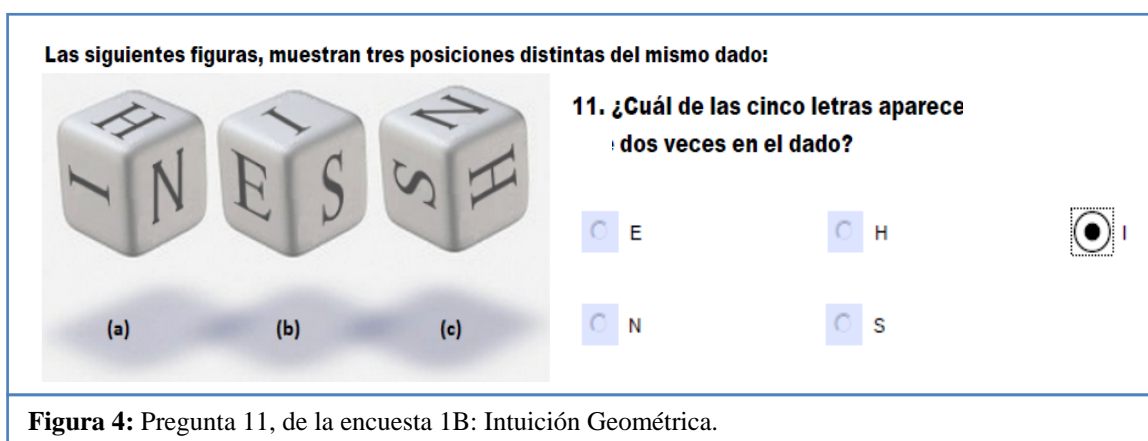 Las siguientes figuras, muestran tres posiciones distintas del mismo dado:
11. ¿Cuál de las cinco letras aparece
dos veces en el dado?
H
I N
I
E S
N
S H
E
H
I
N
S
(a) (b) (c)
Figura 4: Pregunta 11, de la encuesta 1B: Intuición Geométrica.